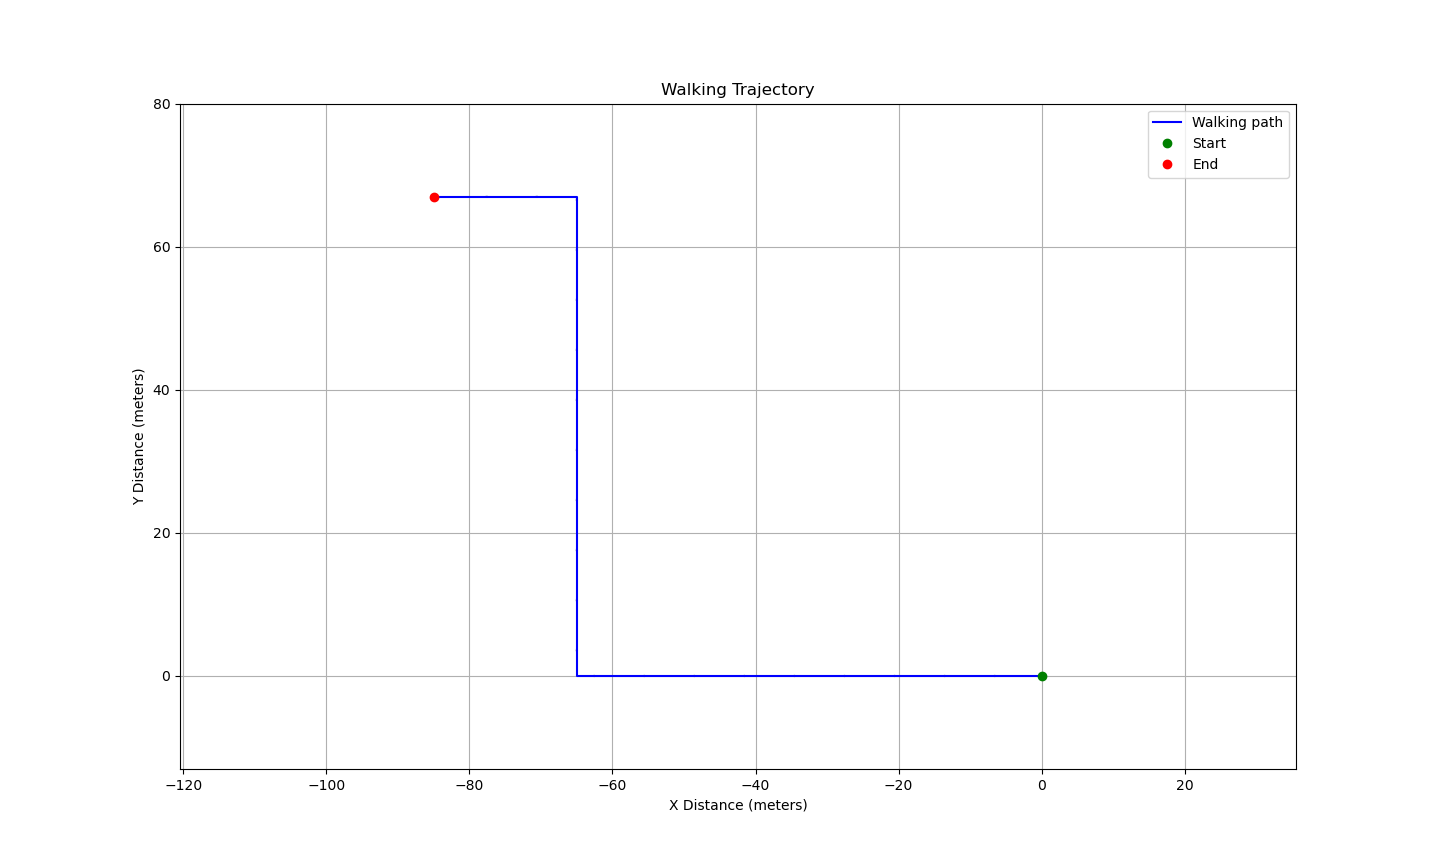 Walking Trajectory
Walking path
Start
End
80
60
40
20
0
Y Distance (meters)
−120
−100
−80
−60
−40
−20
0
20
X Distance (meters)